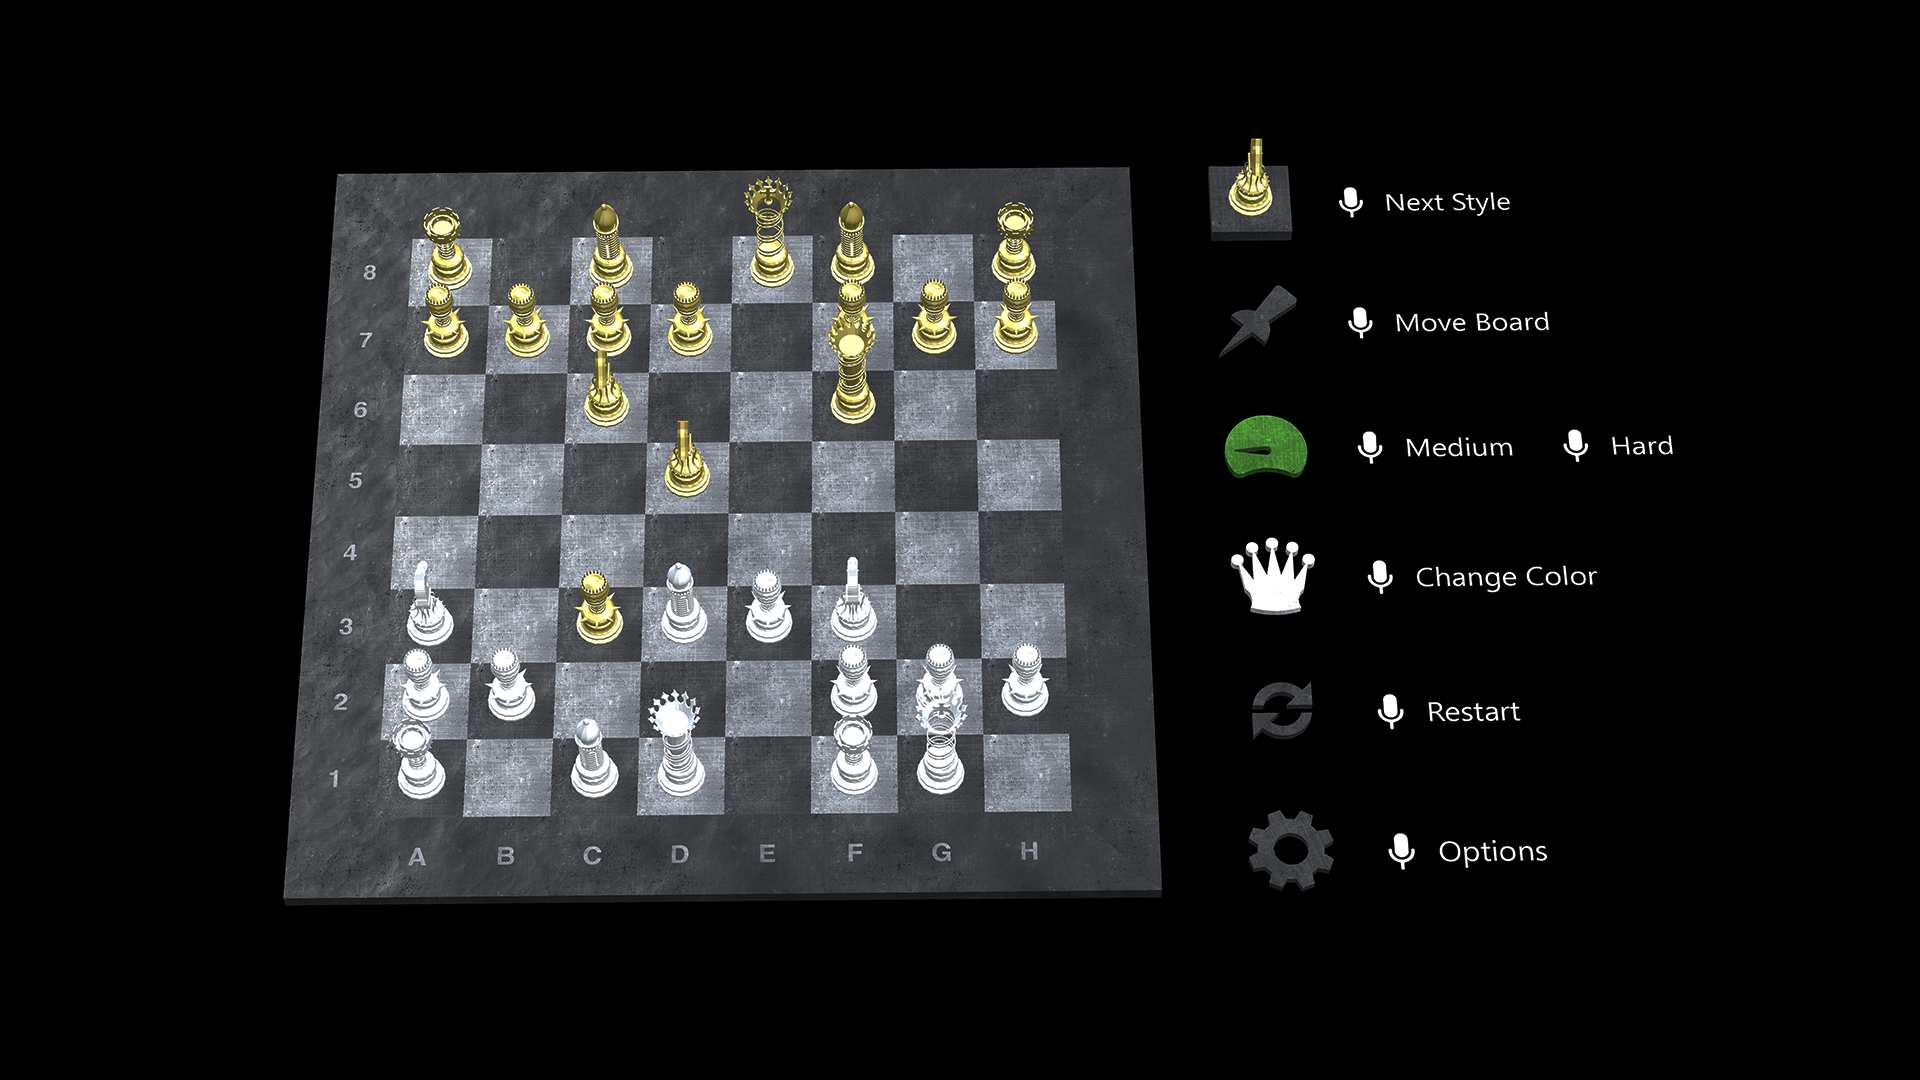 8
7
6
5
4
3
2
1
A B C D E F G H
Next Style
Move Board
Medium Hard
Change Color
Restart
Options